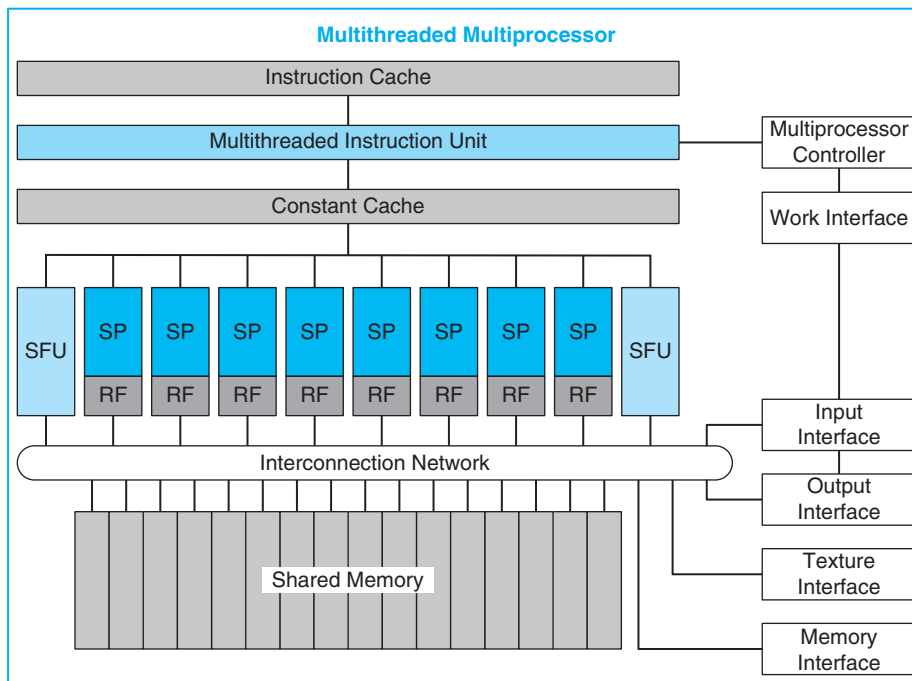 Multithreaded Multiprocessor
Instruction Cache
Multithreaded Instruction Unit
Multiprocessor
Controller
Constant Cache
Work Interface
SFU
SP
SP
SP
SP
SP
SP
SP
SP
SFU
RF
RF
RF
RF
RF
RF
RF
RF
Input
Interface
Interconnection Network
Output
Interface
Shared Memory
Texture
Interface
Memory
Interface